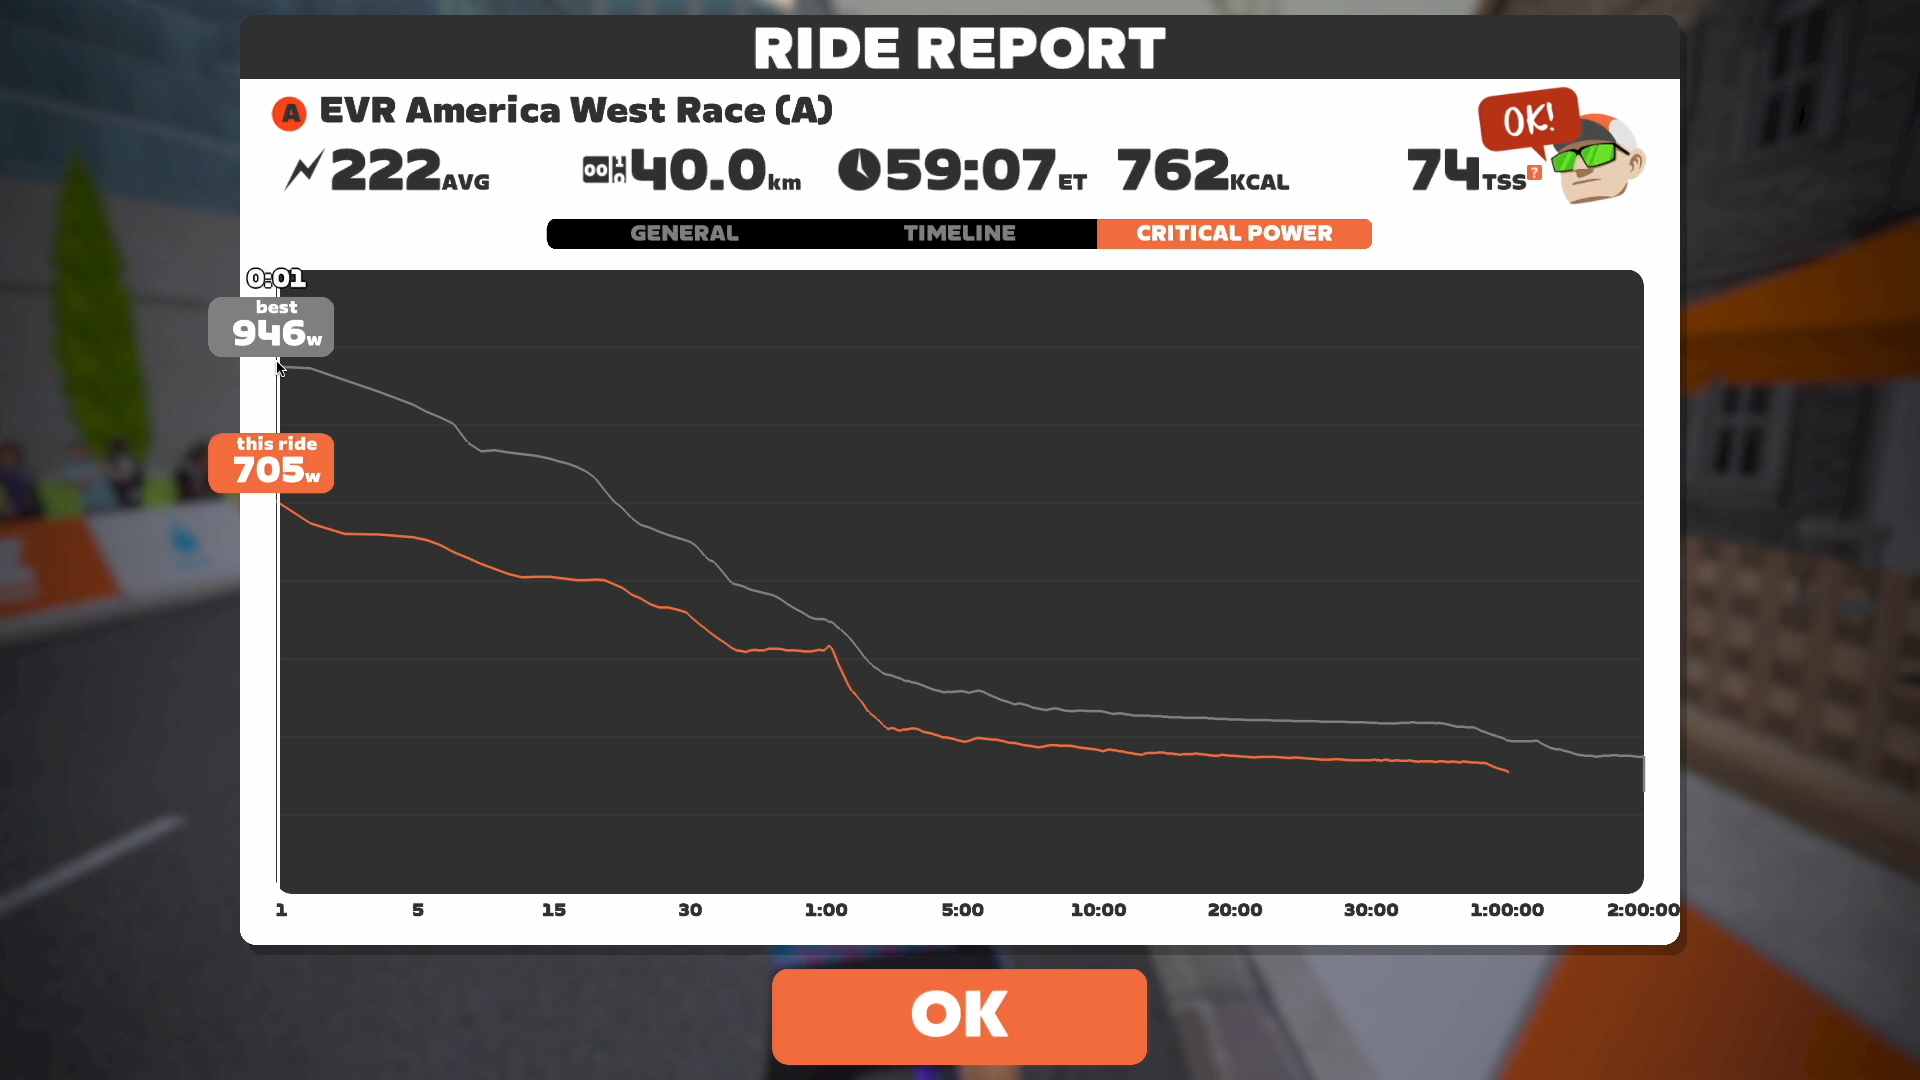 RIDE REPORT
A EVR America West Race (A)
OK!
222AVG 40.0km 59:07ET 762KCAL 74TSS?
GENERAL TIMELINE CRITICAL POWER
0:01
best
946w
this ride
705w
1 5 15 30 1:00 5:00 10:00 20:00 30:00 1:00:00 2:00:00
OK